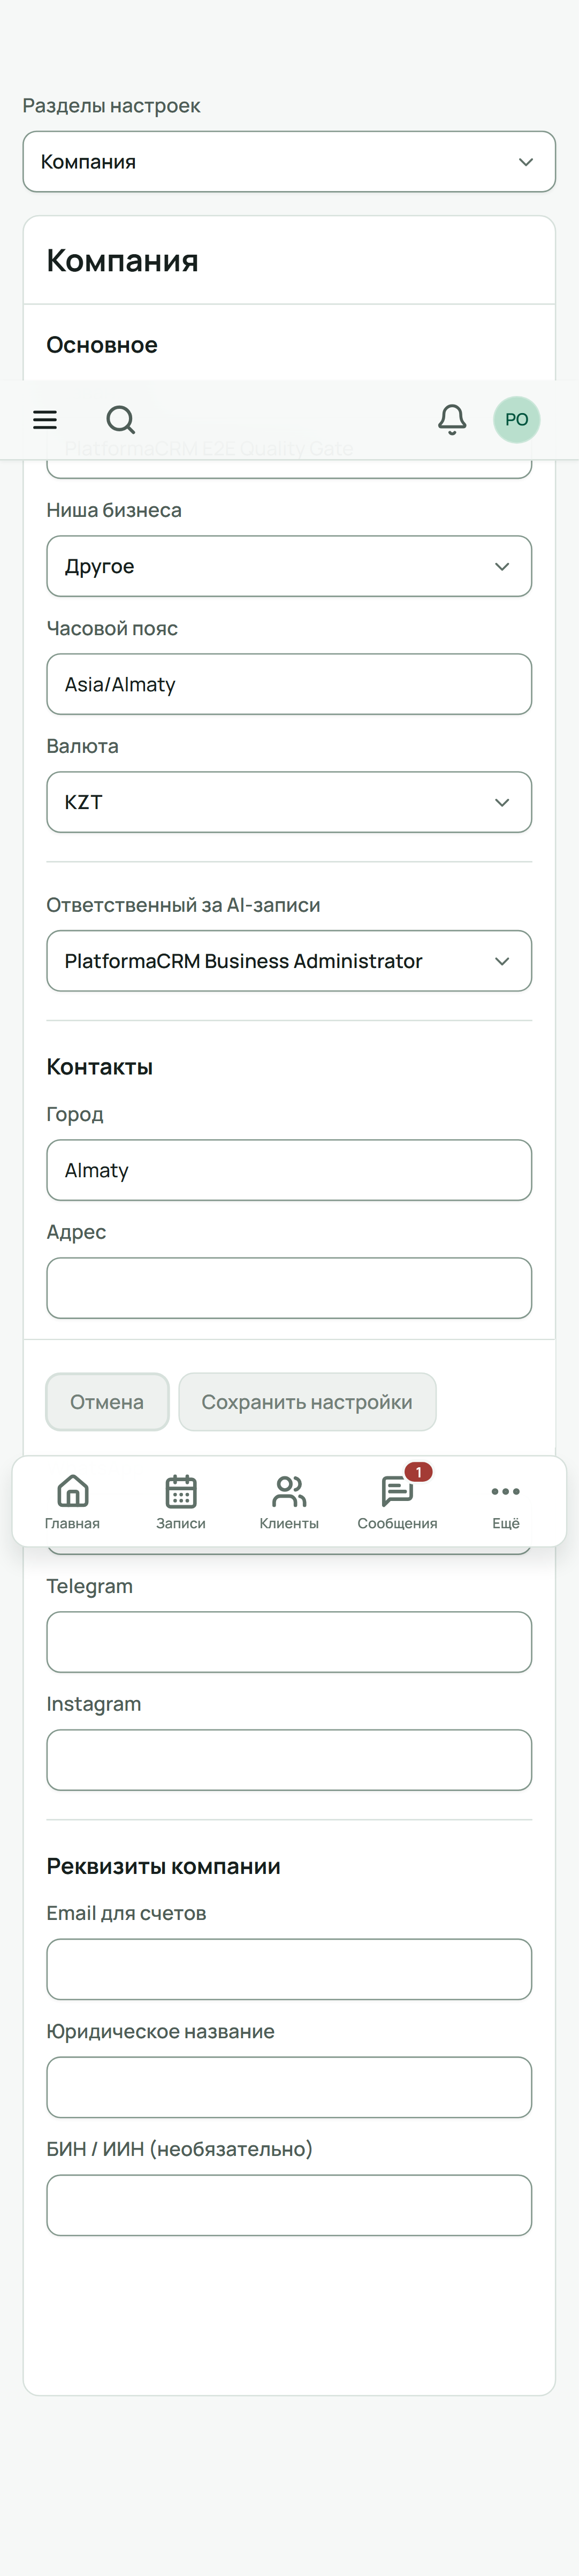 Разделы настроек
Компания
Компания
Основное
PlatformaCRM E2E Quality Gate
РО
Ниша бизнеса
Другое
Часовой пояс
Asia/Almaty
Валюта
KZT
Ответственный за AI-записи
PlatformaCRM Business Administrator
Контакты
Город
Almaty
Адрес
Отмена
Сохранить настройки
1
Главная
Записи
Клиенты
Сообщения
Ещё
Telegram
Instagram
Реквизиты компании
Email для счетов
Юридическое название
БИН / ИИН (необязательно)